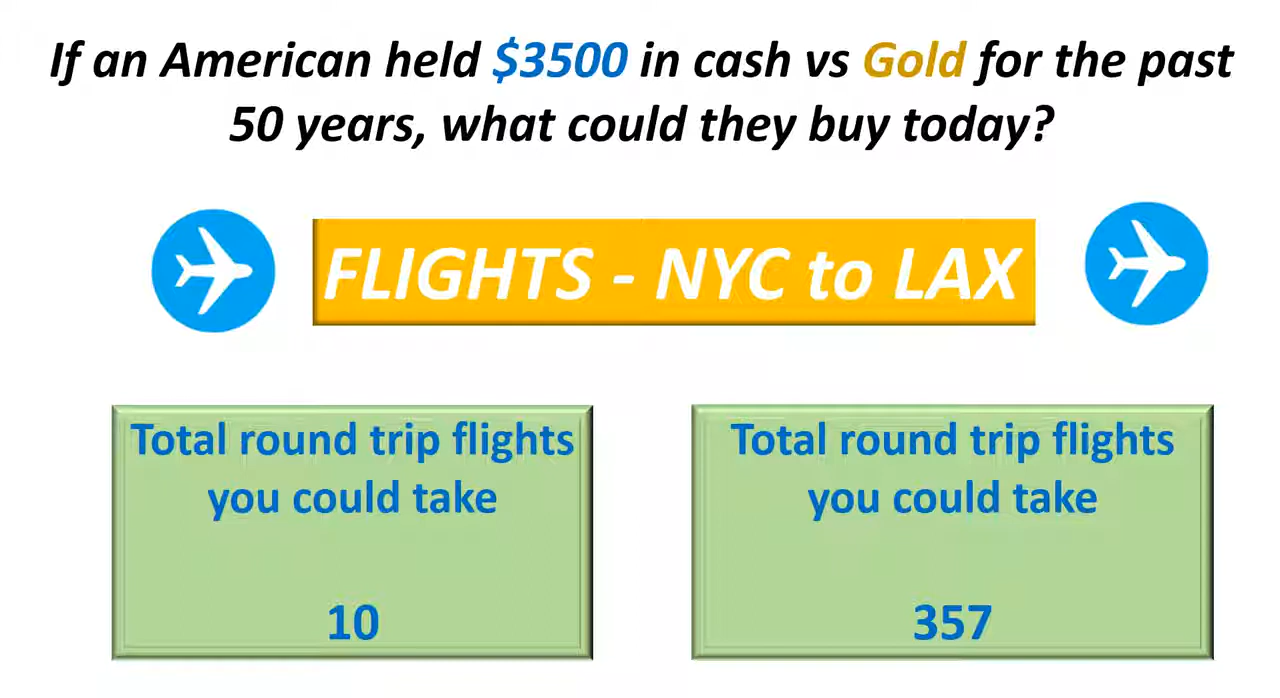 If an American held $3500 in cash vs Gold for the past
50 years, what could they buy today?
FLIGHTS - NYC to LAX
Total round trip flights
you could take
10
Total round trip flights
you could take
357